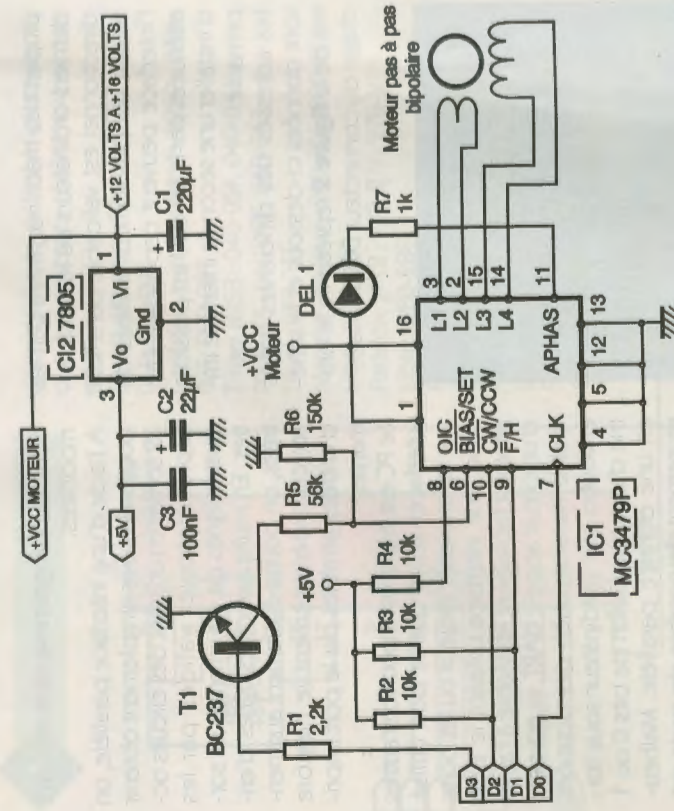 +VCC MOTEUR
+12 VOLTS A +16 VOLTS
CI2 7805
3
Vo
Vi
1
Gnd
2
+5V
C3
100nF
+
C2
22µF
+
C1
220µF
T1
BC237
R1
2,2k
R5
56k
R6
150k
+5V
R2
10k
R3
10k
R4
10k
+VCC
Moteur
DEL 1
R7
1k
Moteur pas à pas
bipolaire
1
16
8
OIC
6
BIAS/SET
10
CW/CCW
9
F/H
7
CLK
L1
3
L2
2
L3
15
L4
14
APHAS
11
4
5
12
13
IC1
MC3479P
D3
D2
D1
D0